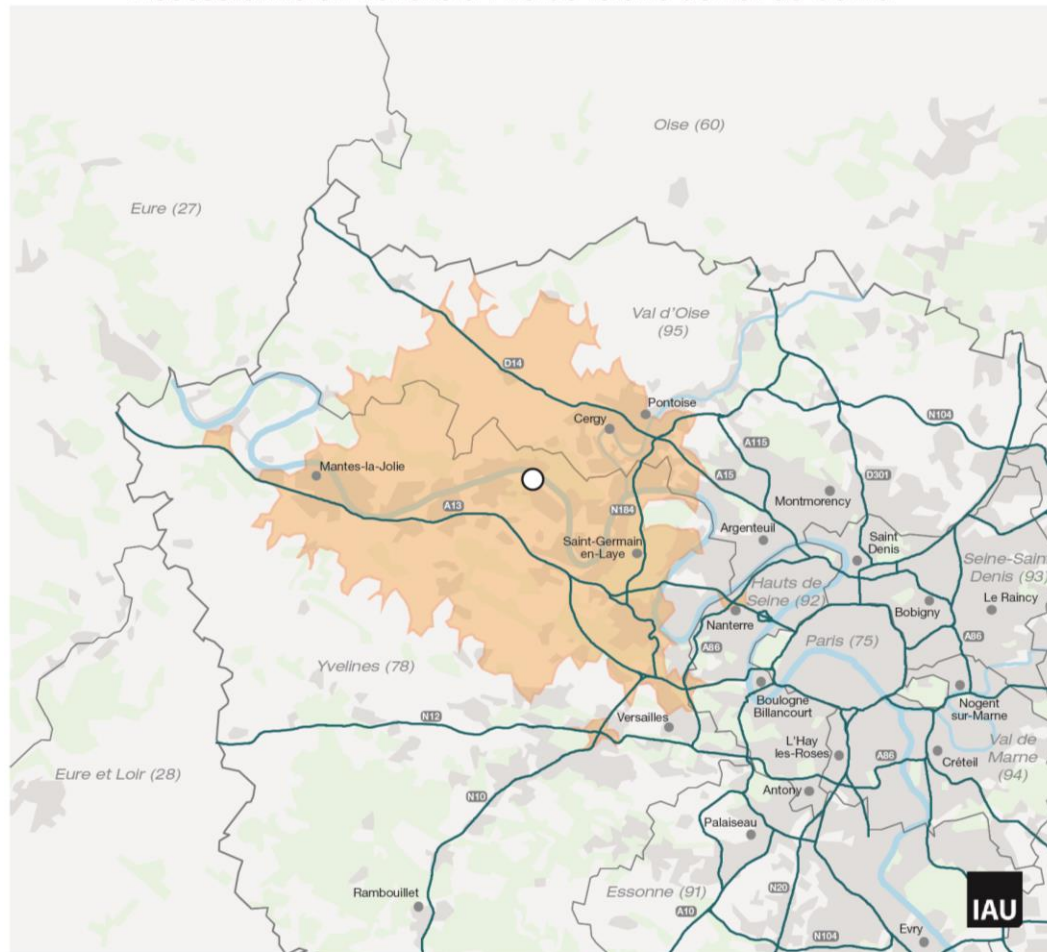 Oise (60)
Eure (27)
Val d'Oise
(95)
D14
Pontoise
Cergy
N104
A115
Mantes-la-Jolie
A15
D301
Montmorency
A13
N184
Argenteuil
Saint-Germain
en-Laye
Saint
Denis
Seine-Sain
Denis (93)
Hauts de
Seine (92)
Le Raincy
Nanterre
Bobigny
A86
A86
Paris (75)
Yvelines (78)
Boulogne
Billancourt
Nogent
sur-Marne
N12
Versailles
L'Hay
les-Roses
A86
Val de
Marne
(94)
Créteil
Eure et Loir (28)
N10
Antony
Palaiseau
Rambouillet
Essonne (91)
N20
A10
N104
Evry
IAU